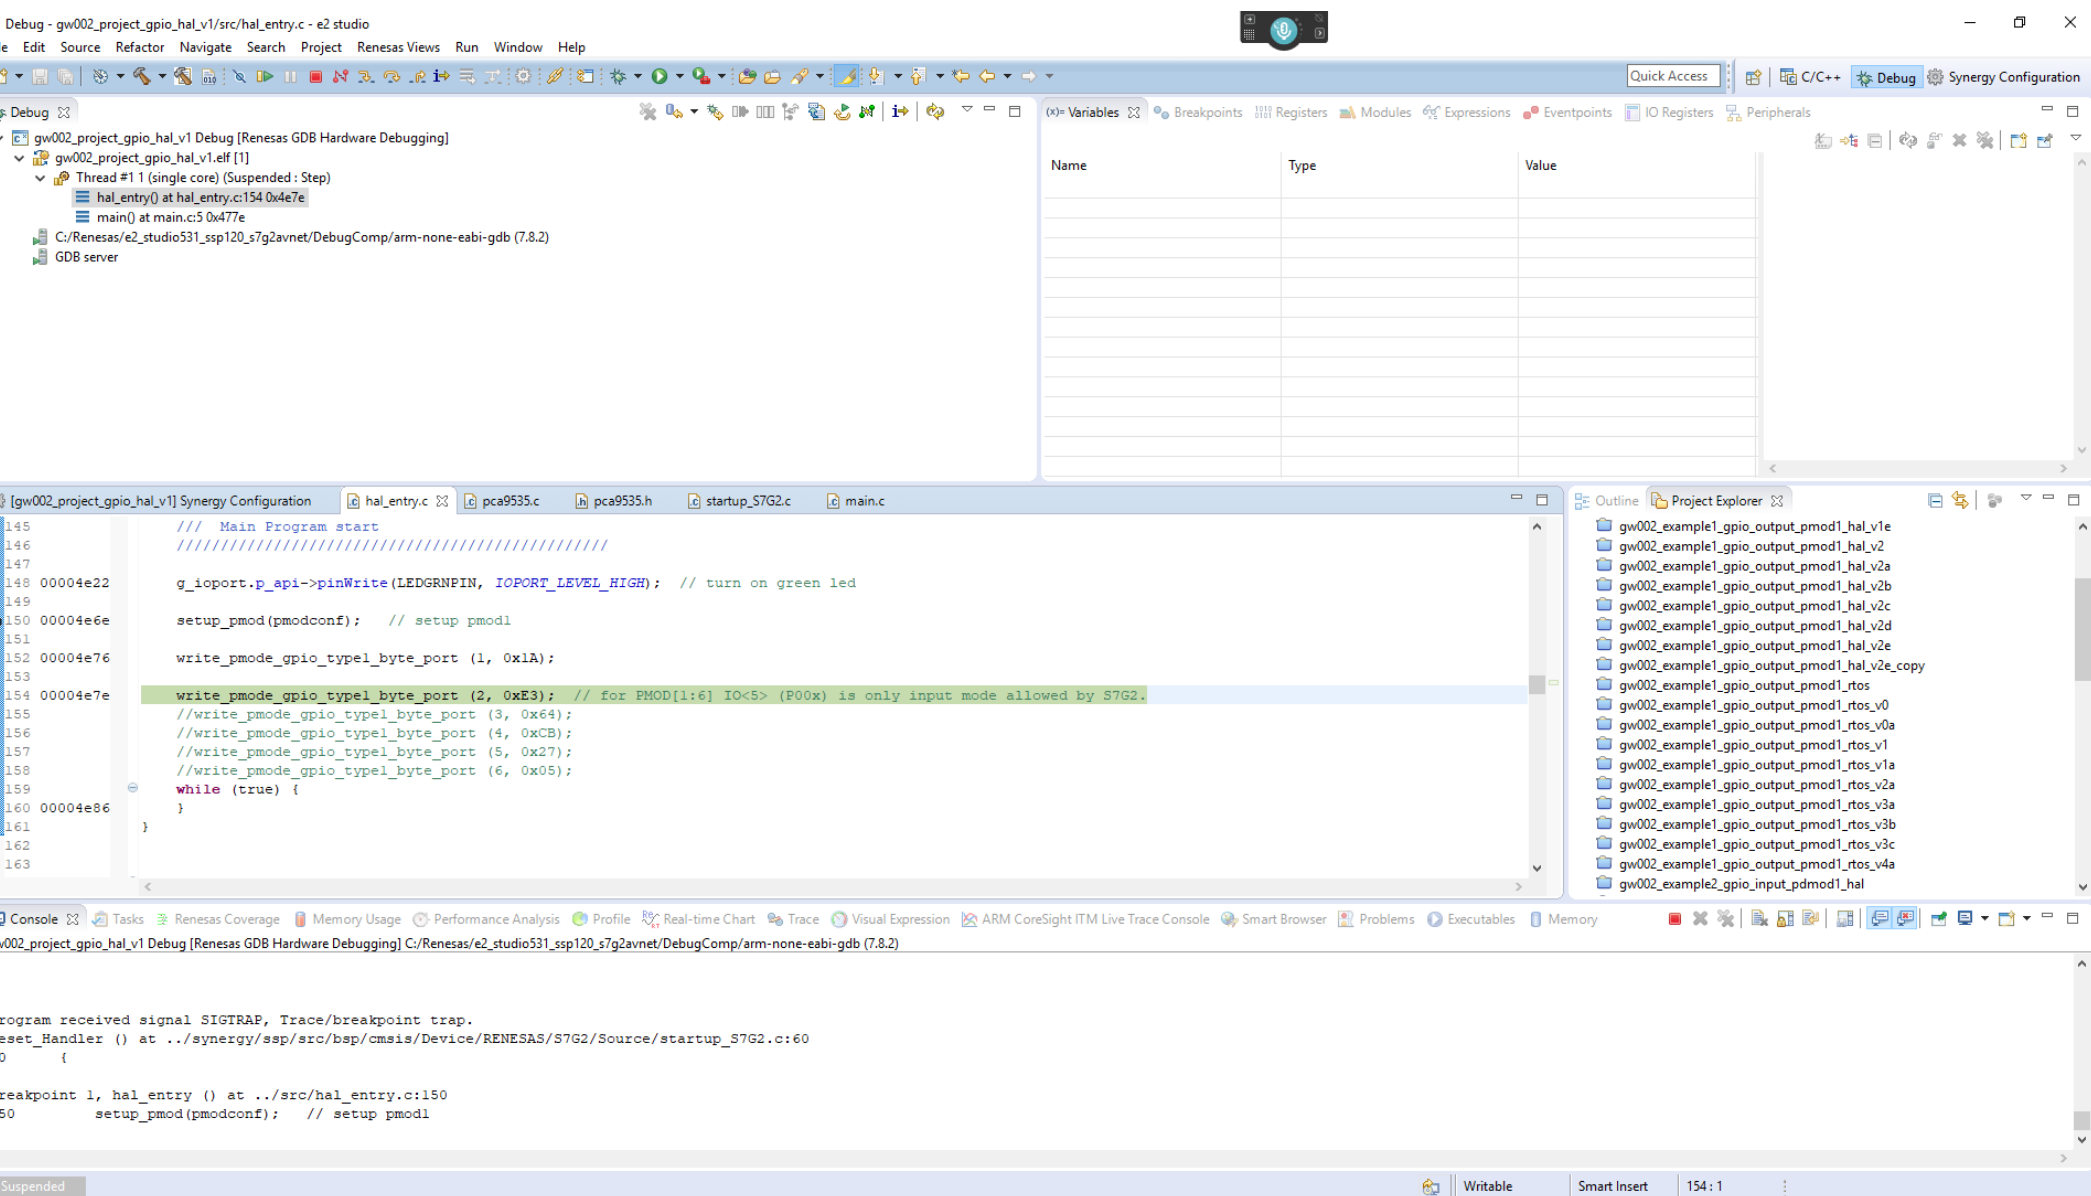 Debug - gw002_project_gpio_hal_v1/src/hal_entry.c - e2 studio
Edit Source Refactor Navigate Search Project Renesas Views Run Window Help
Quick Access C/C++ Debug Synergy Configuration
Debug
gw002_project_gpio_hal_v1 Debug [Renesas GDB Hardware Debugging]
gw002_project_gpio_hal_v1.elf [1]
Thread #1 1 (single core) (Suspended : Step)
hal_entry() at hal_entry.c:154 0x4e7e
main() at main.c:5 0x477e
C:/Renesas/e2_studio531_ssp120_s7g2avnet/DebugComp/arm-none-eabi-gdb (7.8.2)
GDB server
(x)= Variables Breakpoints Registers Modules Expressions Eventpoints IO Registers Peripherals
Name Type Value
[gw002_project_gpio_hal_v1] Synergy Configuration hal_entry.c pca9535.c pca9535.h startup_S7G2.c main.c
145 /// Main Program start
146 /////////////////////////////////////////////////
147
148 00004e22 g_ioport.p_api->pinWrite(LEDGRNPIN, IOPORT_LEVEL_HIGH); // turn on green led
149
150 00004e6e setup_pmod(pmodconf); // setup pmod1
151
152 00004e76 write_pmode_gpio_type1_byte_port (1, 0x1A);
153
154 00004e7e write_pmode_gpio_type1_byte_port (2, 0xE3); // for PMOD[1:6] IO<5> (P00x) is only input mode allowed by S7G2.
155 //write_pmode_gpio_type1_byte_port (3, 0x64);
156 //write_pmode_gpio_type1_byte_port (4, 0xCB);
157 //write_pmode_gpio_type1_byte_port (5, 0x27);
158 //write_pmode_gpio_type1_byte_port (6, 0x05);
159 while (true) {
160 00004e86 }
161 }
162
163
Outline Project Explorer
gw002_example1_gpio_output_pmod1_hal_v1e
gw002_example1_gpio_output_pmod1_hal_v2
gw002_example1_gpio_output_pmod1_hal_v2a
gw002_example1_gpio_output_pmod1_hal_v2b
gw002_example1_gpio_output_pmod1_hal_v2c
gw002_example1_gpio_output_pmod1_hal_v2d
gw002_example1_gpio_output_pmod1_hal_v2e
gw002_example1_gpio_output_pmod1_hal_v2e_copy
gw002_example1_gpio_output_pmod1_rtos
gw002_example1_gpio_output_pmod1_rtos_v0
gw002_example1_gpio_output_pmod1_rtos_v0a
gw002_example1_gpio_output_pmod1_rtos_v1
gw002_example1_gpio_output_pmod1_rtos_v1a
gw002_example1_gpio_output_pmod1_rtos_v2a
gw002_example1_gpio_output_pmod1_rtos_v3a
gw002_example1_gpio_output_pmod1_rtos_v3b
gw002_example1_gpio_output_pmod1_rtos_v3c
gw002_example1_gpio_output_pmod1_rtos_v4a
gw002_example2_gpio_input_pdmod1_hal
Console Tasks Renesas Coverage Memory Usage Performance Analysis Profile Real-time Chart Trace Visual Expression ARM CoreSight ITM Live Trace Console Smart Browser Problems Executables Memory
v002_project_gpio_hal_v1 Debug [Renesas GDB Hardware Debugging] C:/Renesas/e2_studio531_ssp120_s7g2avnet/DebugComp/arm-none-eabi-gdb (7.8.2)
rogram received signal SIGTRAP, Trace/breakpoint trap.
eset_Handler () at ../synergy/ssp/src/bsp/cmsis/Device/RENESAS/S7G2/Source/startup_S7G2.c:60
0 {
reakpoint 1, hal_entry () at ../src/hal_entry.c:150
50 setup_pmod(pmodconf); // setup pmod1
Suspended Writable Smart Insert 154 : 1